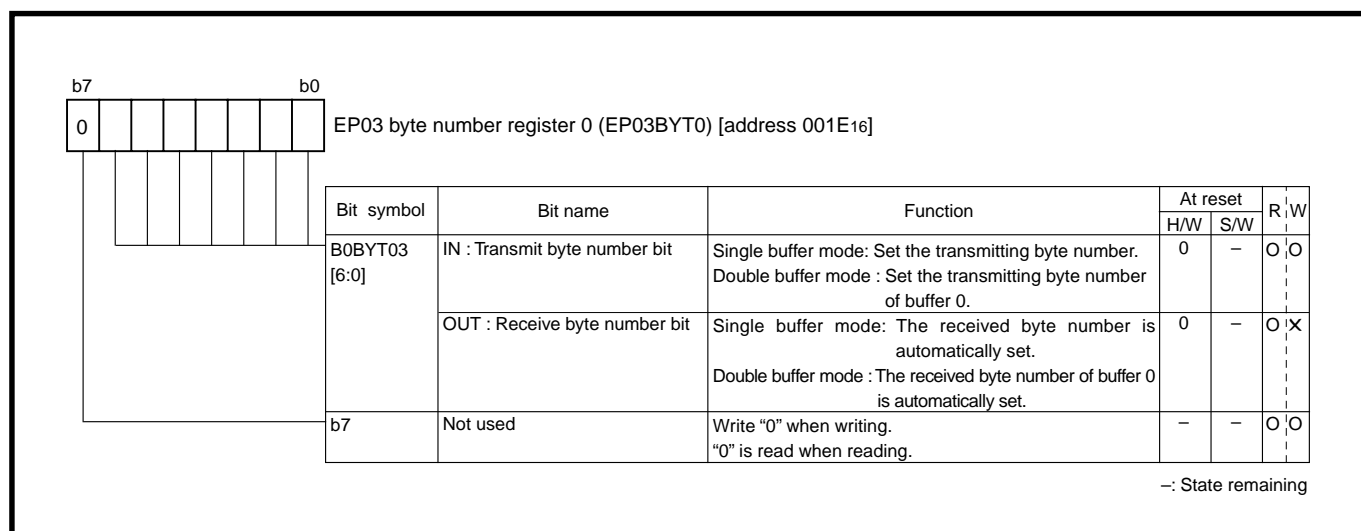 b7 b0
0 EP03 byte number register 0 (EP03BYT0) [address 001E16]
Bit symbol Bit name Function At reset R W
H/W S/W
B0BYT03 IN : Transmit byte number bit Single buffer mode: Set the transmitting byte number. 0 – O O
[6:0] Double buffer mode : Set the transmitting byte number
of buffer 0.
OUT : Receive byte number bit Single buffer mode: The received byte number is 0 – O ×
automatically set.
Double buffer mode : The received byte number of buffer 0
is automatically set.
b7 Not used Write “0” when writing. – – O O
“0” is read when reading.
–: State remaining